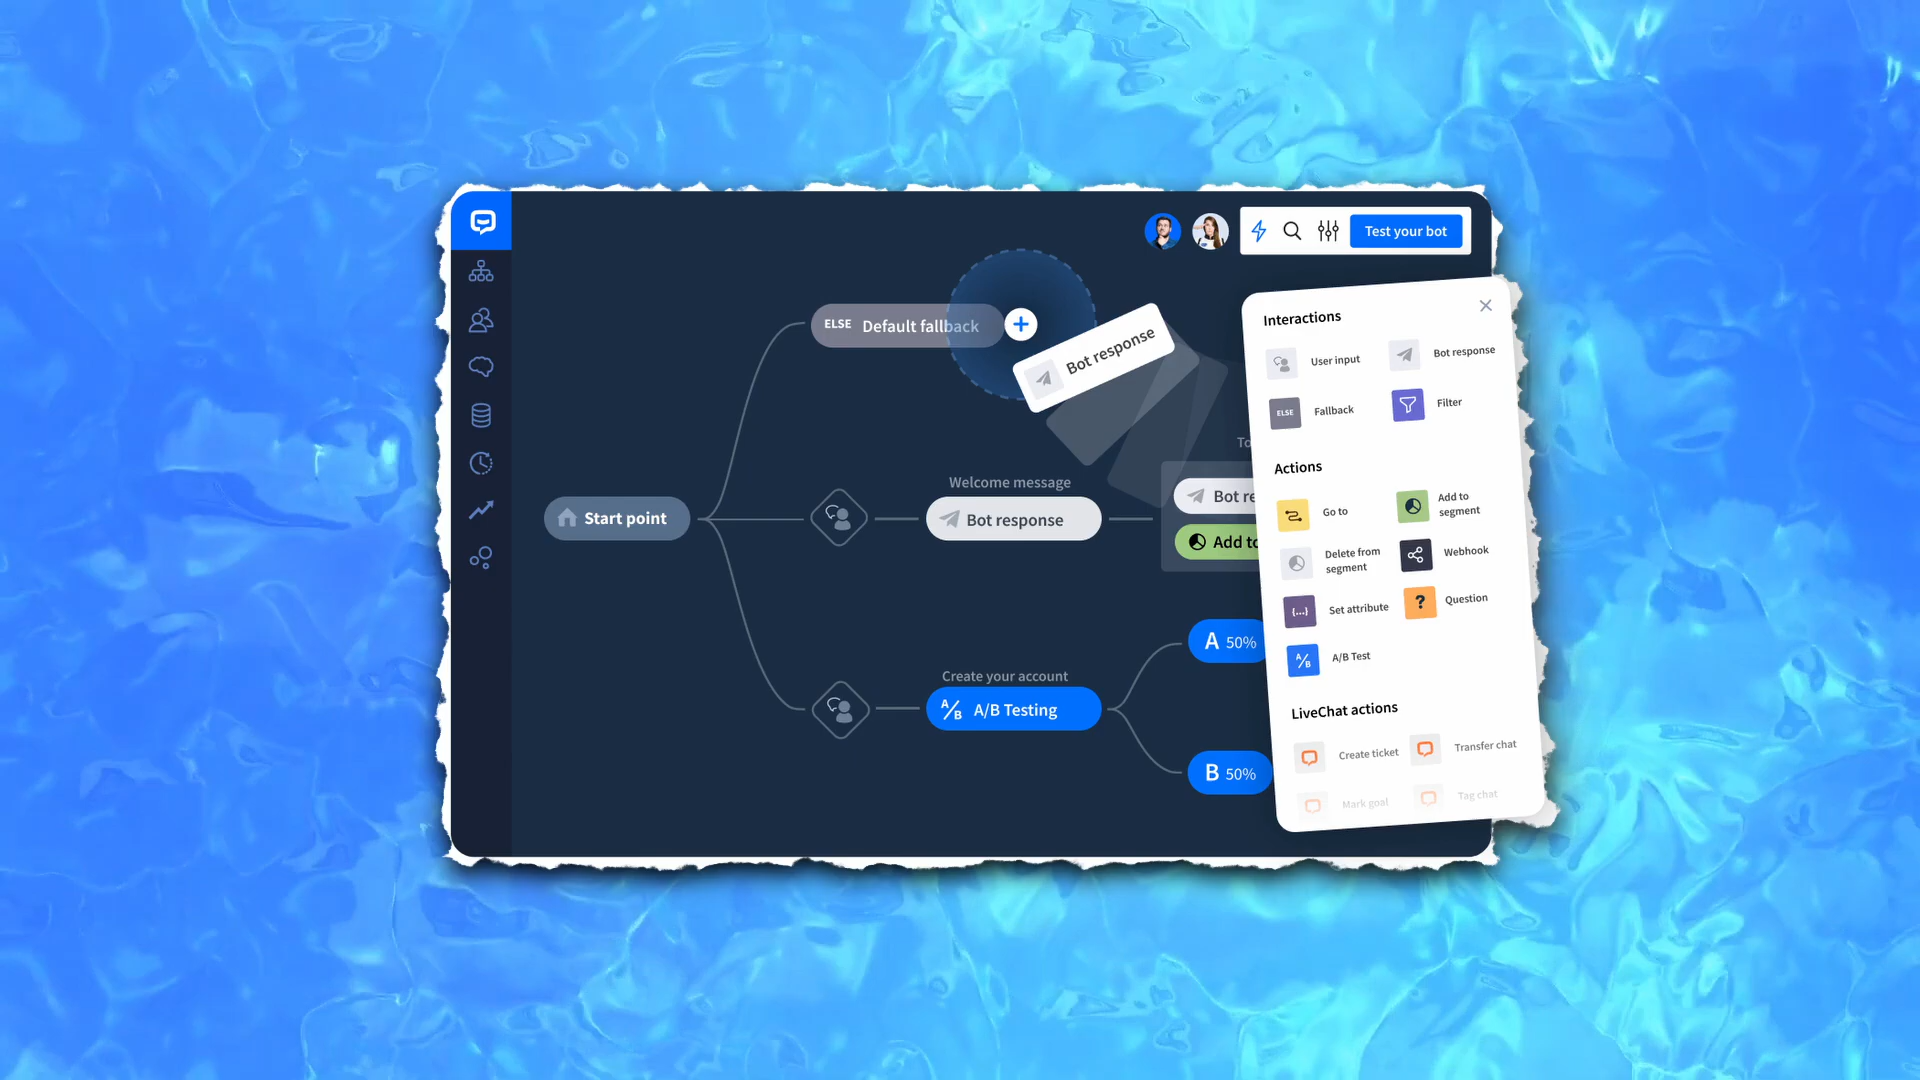 Test your bot
ELSE Default fallback
Bot response
To
Welcome message
Start point
Bot response
Bot re
Add to
A 50%
Create your account
A/B A/B Testing
B 50%
Interactions
User input
Bot response
ELSE Fallback
Filter
Actions
Go to
Add to
segment
Delete from
segment
Webhook
{...} Set attribute
? Question
A/B A/B Test
LiveChat actions
Create ticket
Transfer chat
Mark goal
Tag chat